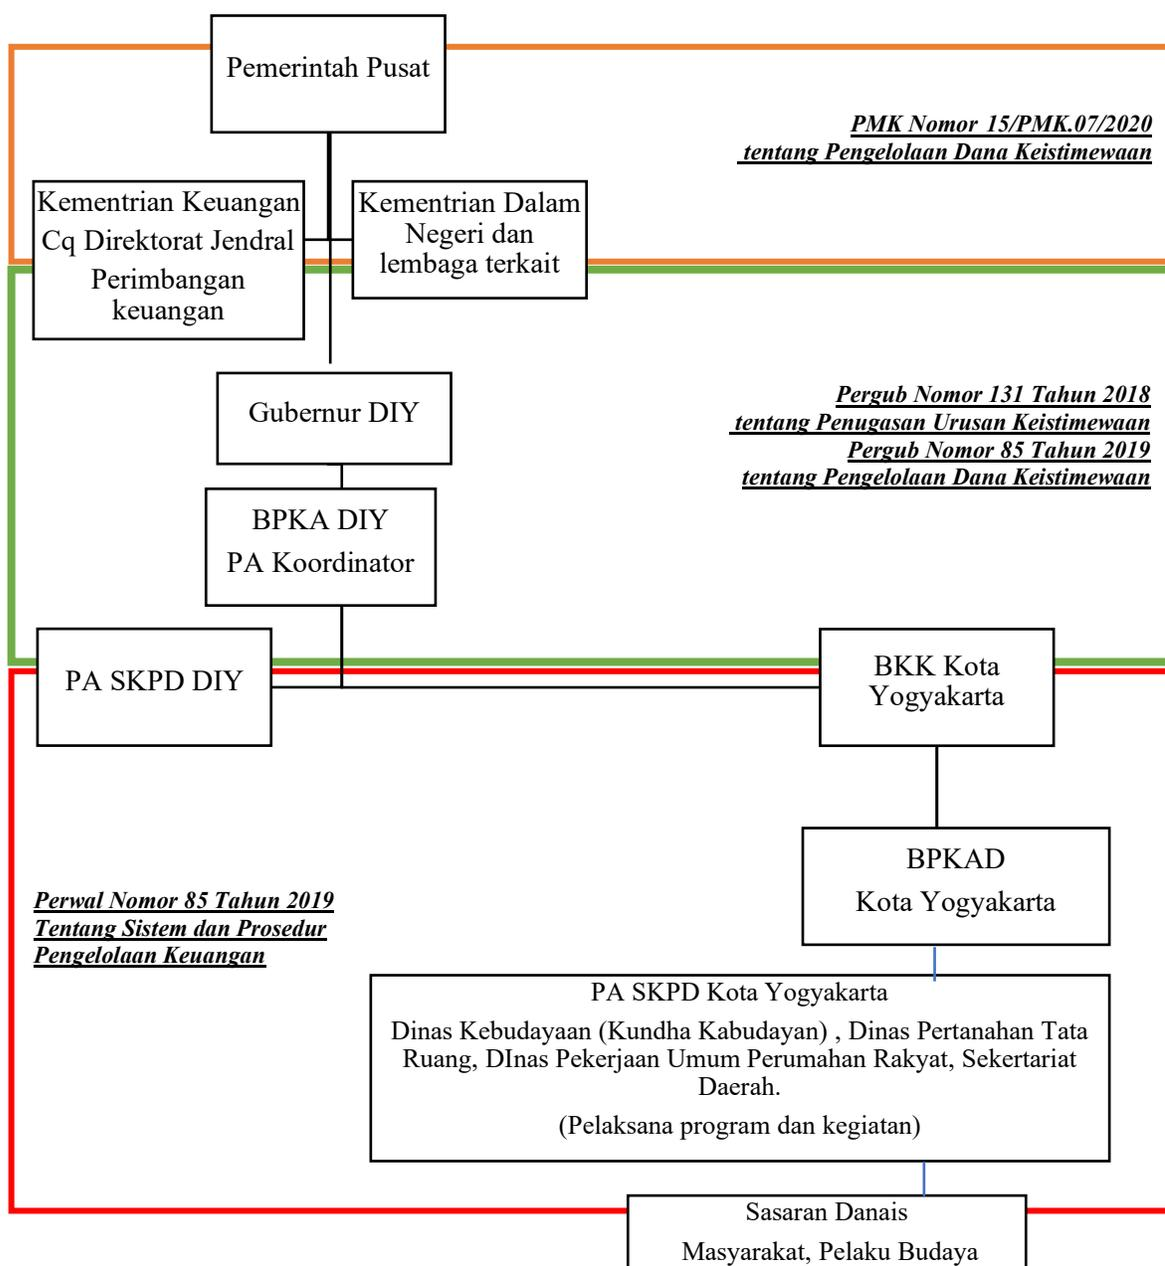 Pemerintah Pusat
PMK Nomor 15/PMK.07/2020
tentang Pengelolaan Dana Keistimewaan
Kementrian Keuangan
Cq Direktorat Jendral
Perimbangan
keuangan
Kementrian Dalam
Negeri dan
lembaga terkait
Gubernur DIY
Pergub Nomor 131 Tahun 2018
tentang Penugasan Urusan Keistimewaan
Pergub Nomor 85 Tahun 2019
tentang Pengelolaan Dana Keistimewaan
BPKA DIY
PA Koordinator
PA SKPD DIY
BKK Kota
Yogyakarta
BPKAD
Kota Yogyakarta
Perwal Nomor 85 Tahun 2019
Tentang Sistem dan Prosedur
Pengelolaan Keuangan
PA SKPD Kota Yogyakarta
Dinas Kebudayaan (Kundha Kabudayan) , Dinas Pertanahan Tata
Ruang, DInas Pekerjaan Umum Perumahan Rakyat, Sekertariat
Daerah.
(Pelaksana program dan kegiatan)
Sasaran Danais
Masyarakat, Pelaku Budaya